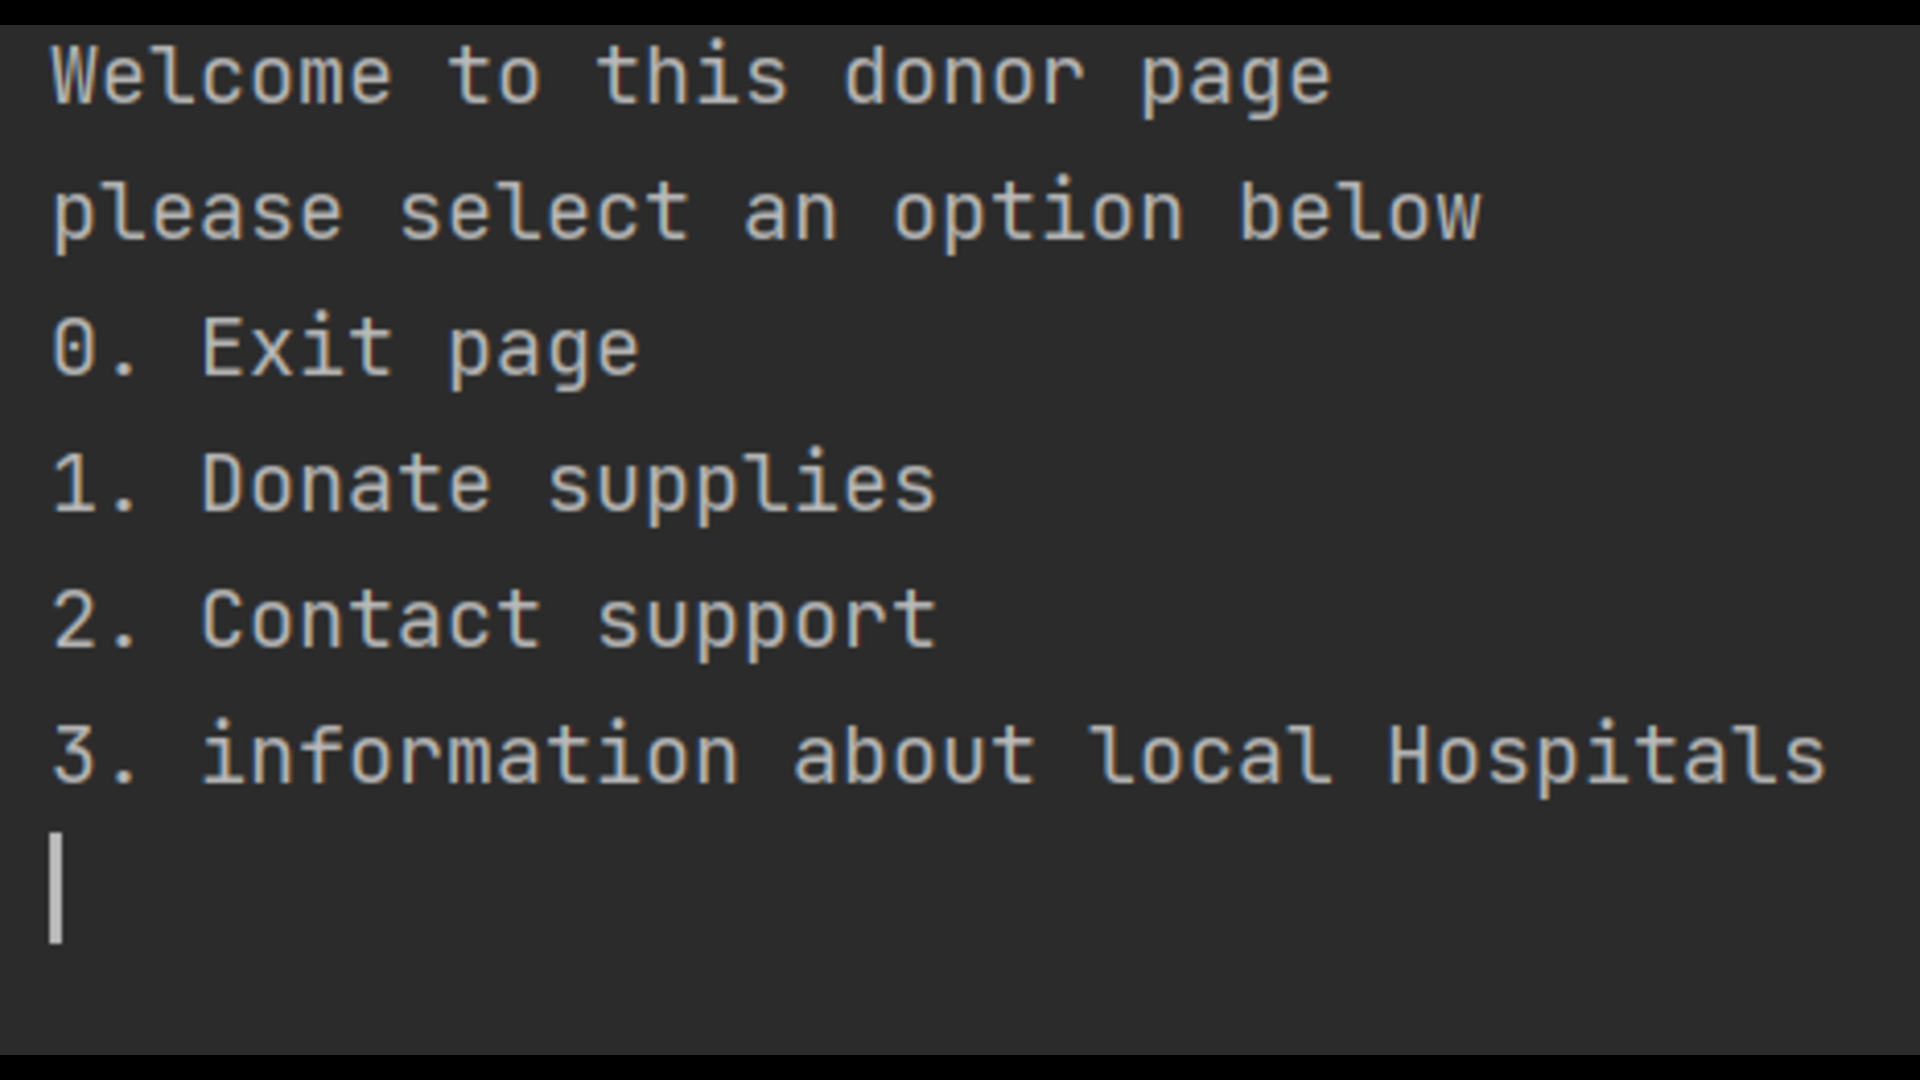 Welcome to this donor page
please select an option below
0. Exit page
1. Donate supplies
2. Contact support
3. information about local Hospitals